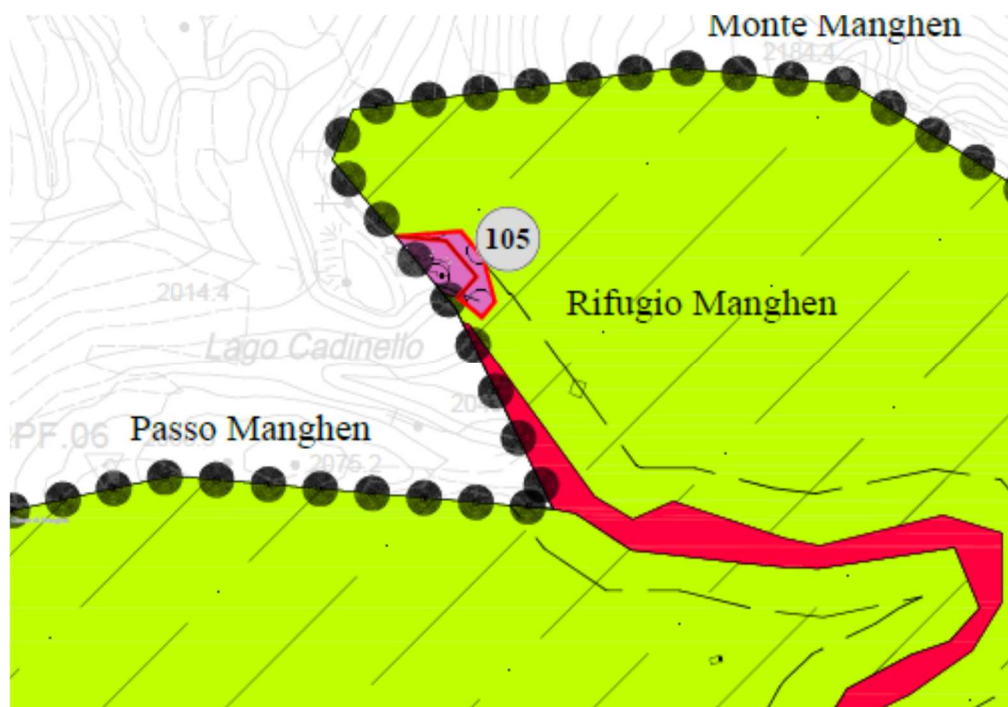 Monte Manghen
2184.4
105
2014.4
Rifugio Manghen
Lago Cadinello
Passo Manghen
PF.06
2075.2